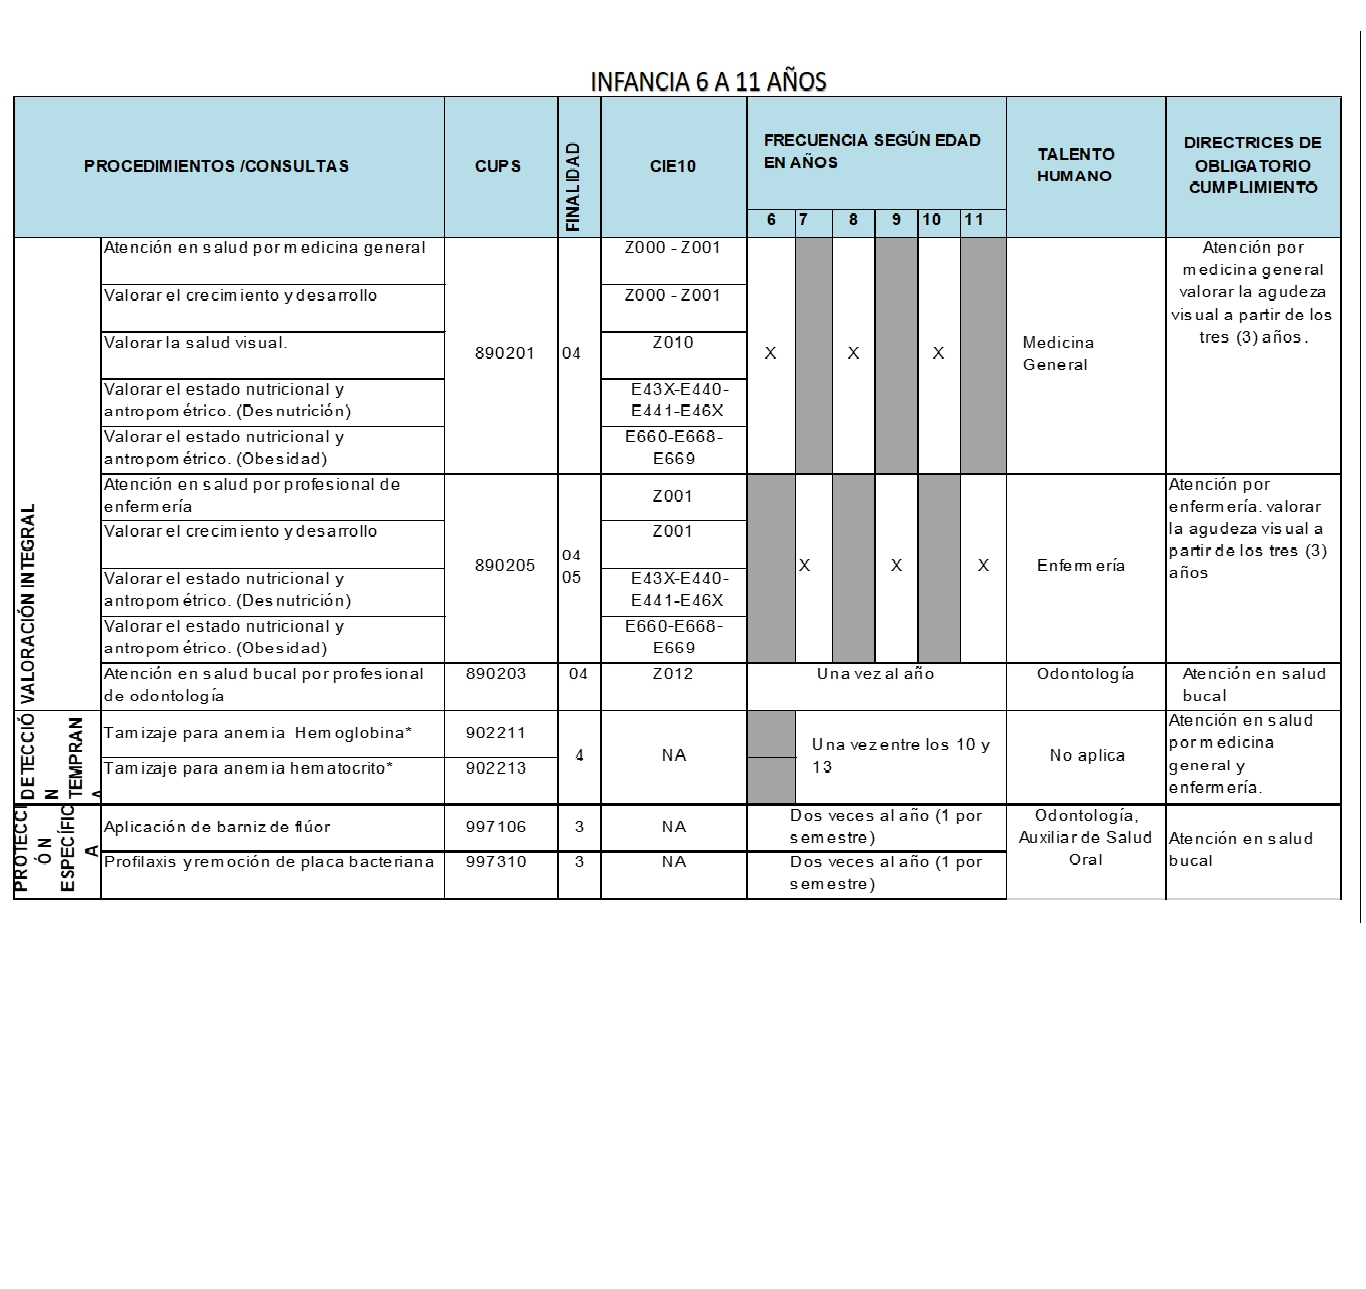 INFANCIA 6 A 11 AÑOS
PROCEDIMIENTOS /CONSULTAS
CUPS
FINALIDAD
CIE10
FRECUENCIA SEGÚN EDAD
EN AÑOS
6 7 8 9 10 11
TALENTO
HUMANO
DIRECTRICES DE
OBLIGATORIO
CUMPLIMIENTO
VALORACIÓN INTEGRAL
Atención en salud por medicina general
Z000 - Z001
Valorar el crecimiento y desarrollo
Z000 - Z001
Valorar la salud visual.
Z010
Valorar el estado nutricional y
antropométrico. (Desnutrición)
E43X-E440-
E441-E46X
Valorar el estado nutricional y
antropométrico. (Obesidad)
E660-E668-
E669
890201
04
X X X
Medicina
General
Atención por
medicina general
valorar la agudeza
visual a partir de los
tres (3) años.
Atención en salud por profesional de
enfermería
Z001
Valorar el crecimiento y desarrollo
Z001
Valorar el estado nutricional y
antropométrico. (Desnutrición)
E43X-E440-
E441-E46X
Valorar el estado nutricional y
antropométrico. (Obesidad)
E660-E668-
E669
890205
04
05
X X X
Enfermería
Atención por
enfermería. valorar
la agudeza visual a
partir de los tres (3)
años
Atención en salud bucal por profesional
de odontología
890203
04
Z012
Una vez al año
Odontología
Atención en salud
bucal
DETECCIÓ
N
TEMPRAN
A
Tamizaje para anemia Hemoglobina*
902211
Tamizaje para anemia hematocrito*
902213
4
NA
Una vez entre los 10 y
13
No aplica
Atención en salud
por medicina
general y
enfermería.
PROTECCI
ÓN
ESPECÍFIC
A
Aplicación de barniz de flúor
997106
3
NA
Dos veces al año (1 por
semestre)
Profilaxis y remoción de placa bacteriana
997310
3
NA
Dos veces al año (1 por
semestre)
Odontología,
Auxiliar de Salud
Oral
Atención en salud
bucal